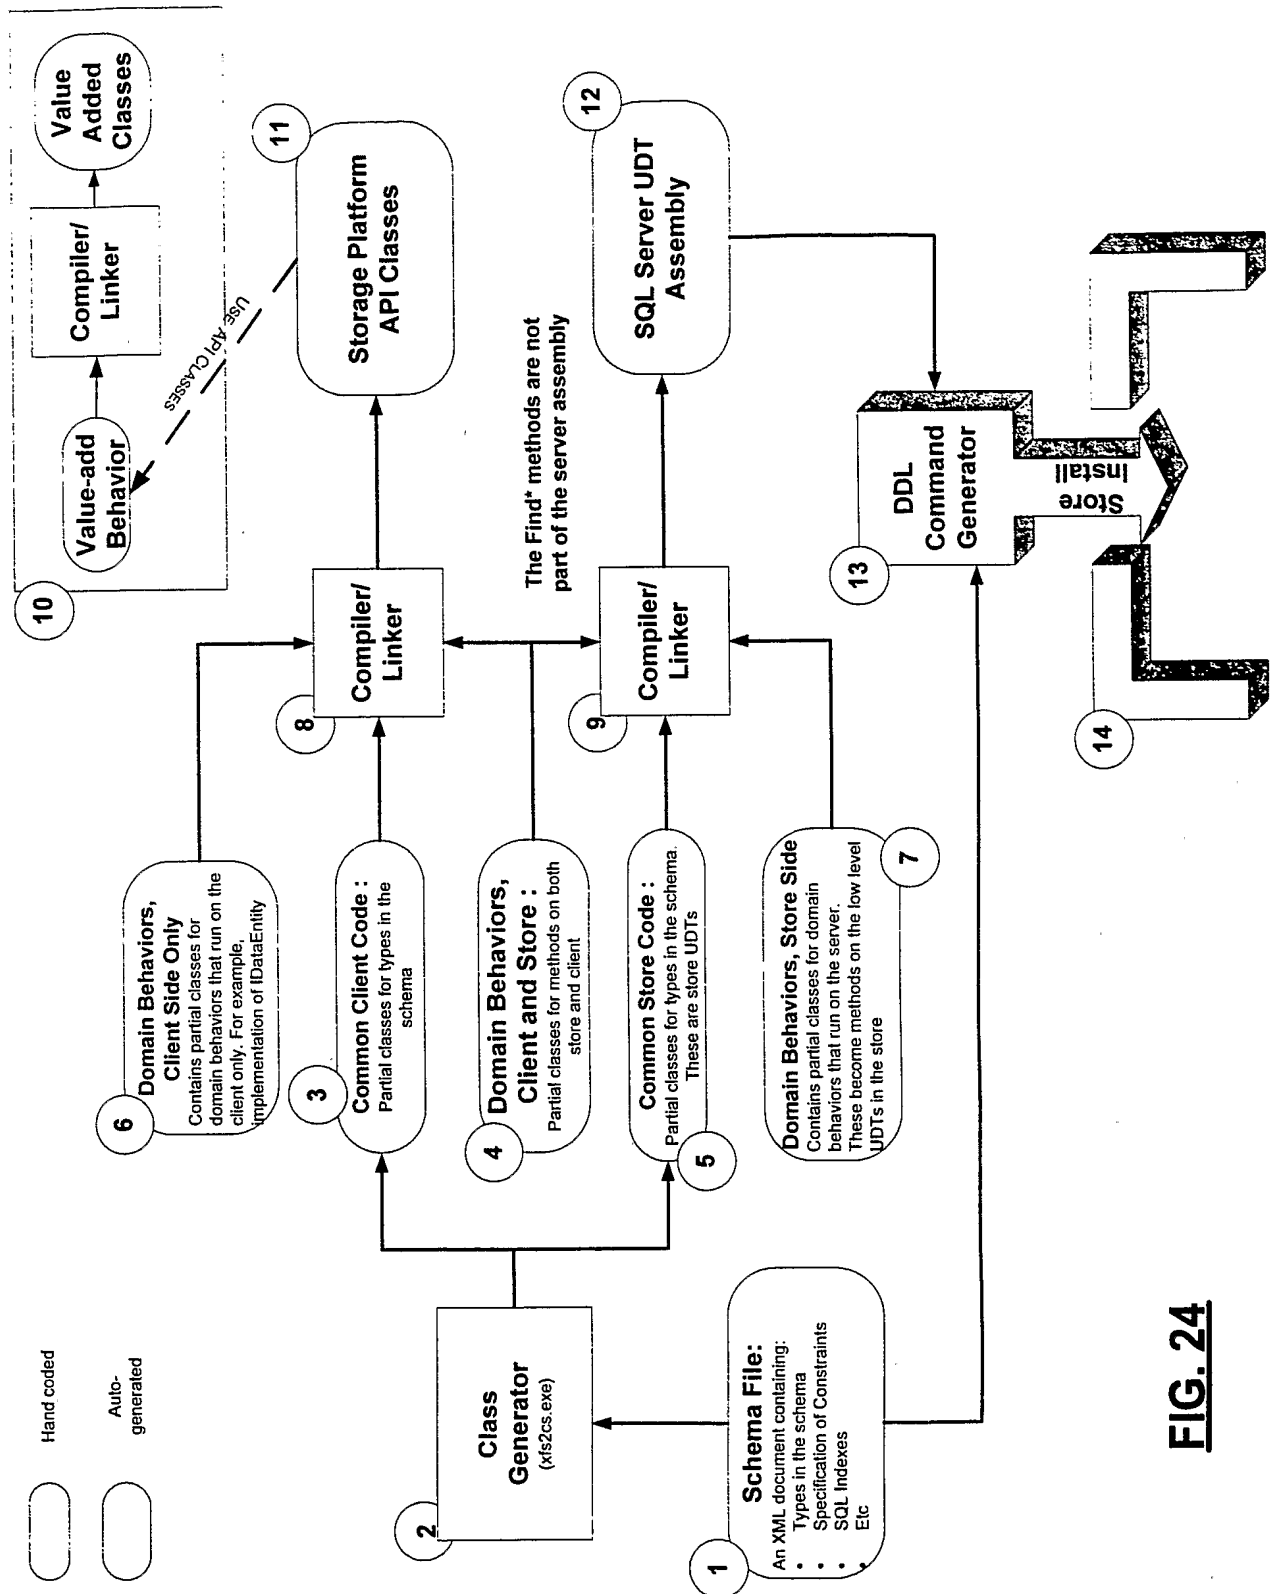 Hand coded
Auto-
generated
10
Value-add
Behavior
Compiler/
Linker
Value
Added
Classes
USE API CLASSES
6
Domain Behaviors,
Client Side Only
Contains partial classes for
domain behaviors that run on the
client only. For example,
implementation of IDataEntity
3
Common Client Code :
Partial classes for types in the
schema
8
Compiler/
Linker
11
Storage Platform
API Classes
2
Class
Generator
(xfs2cs.exe)
4
Domain Behaviors,
Client and Store :
Partial classes for methods on both
store and client
The Find* methods are not
part of the server assembly
5
Common Store Code :
Partial classes for types in the schema.
These are store UDTs
9
Compiler/
Linker
12
SQL Server UDT
Assembly
1
Schema File:
An XML document containing:
• Types in the schema
• Specification of Constraints
• SQL Indexes
• Etc
7
Domain Behaviors, Store Side
Contains partial classes for domain
behaviors that run on the server.
These become methods on the low level
UDTs in the store
13
DDL
Command
Generator
Store
Install
14
FIG. 24